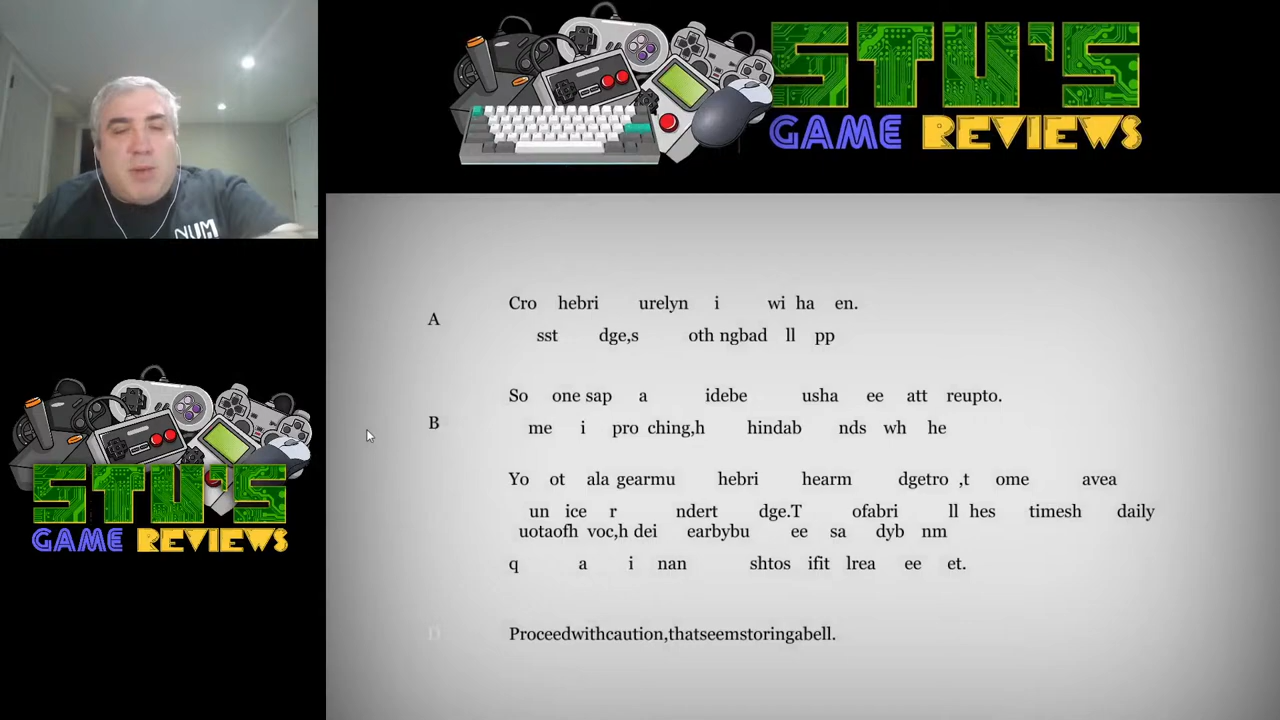 NUM
STU'S
GAME REVIEWS
STU'S
GAME REVIEWS
A
Cro hebri urelyn i wi ha en.
sst dge,s oth ngbad ll pp
B
So one sap a idebe usha ee att reupto.
me i pro ching,h hindab nds wh he
Yo ot ala gearmu hebri hearm dgetro ,t ome avea
un ice r ndert dge.T ofabri ll hes timesh daily
uotaofh voc,h dei earbybu ee sa dyb nm
q a i nan shtos ifit lrea ee et.
D
Proceedwithcaution,thatseemstoringabell.